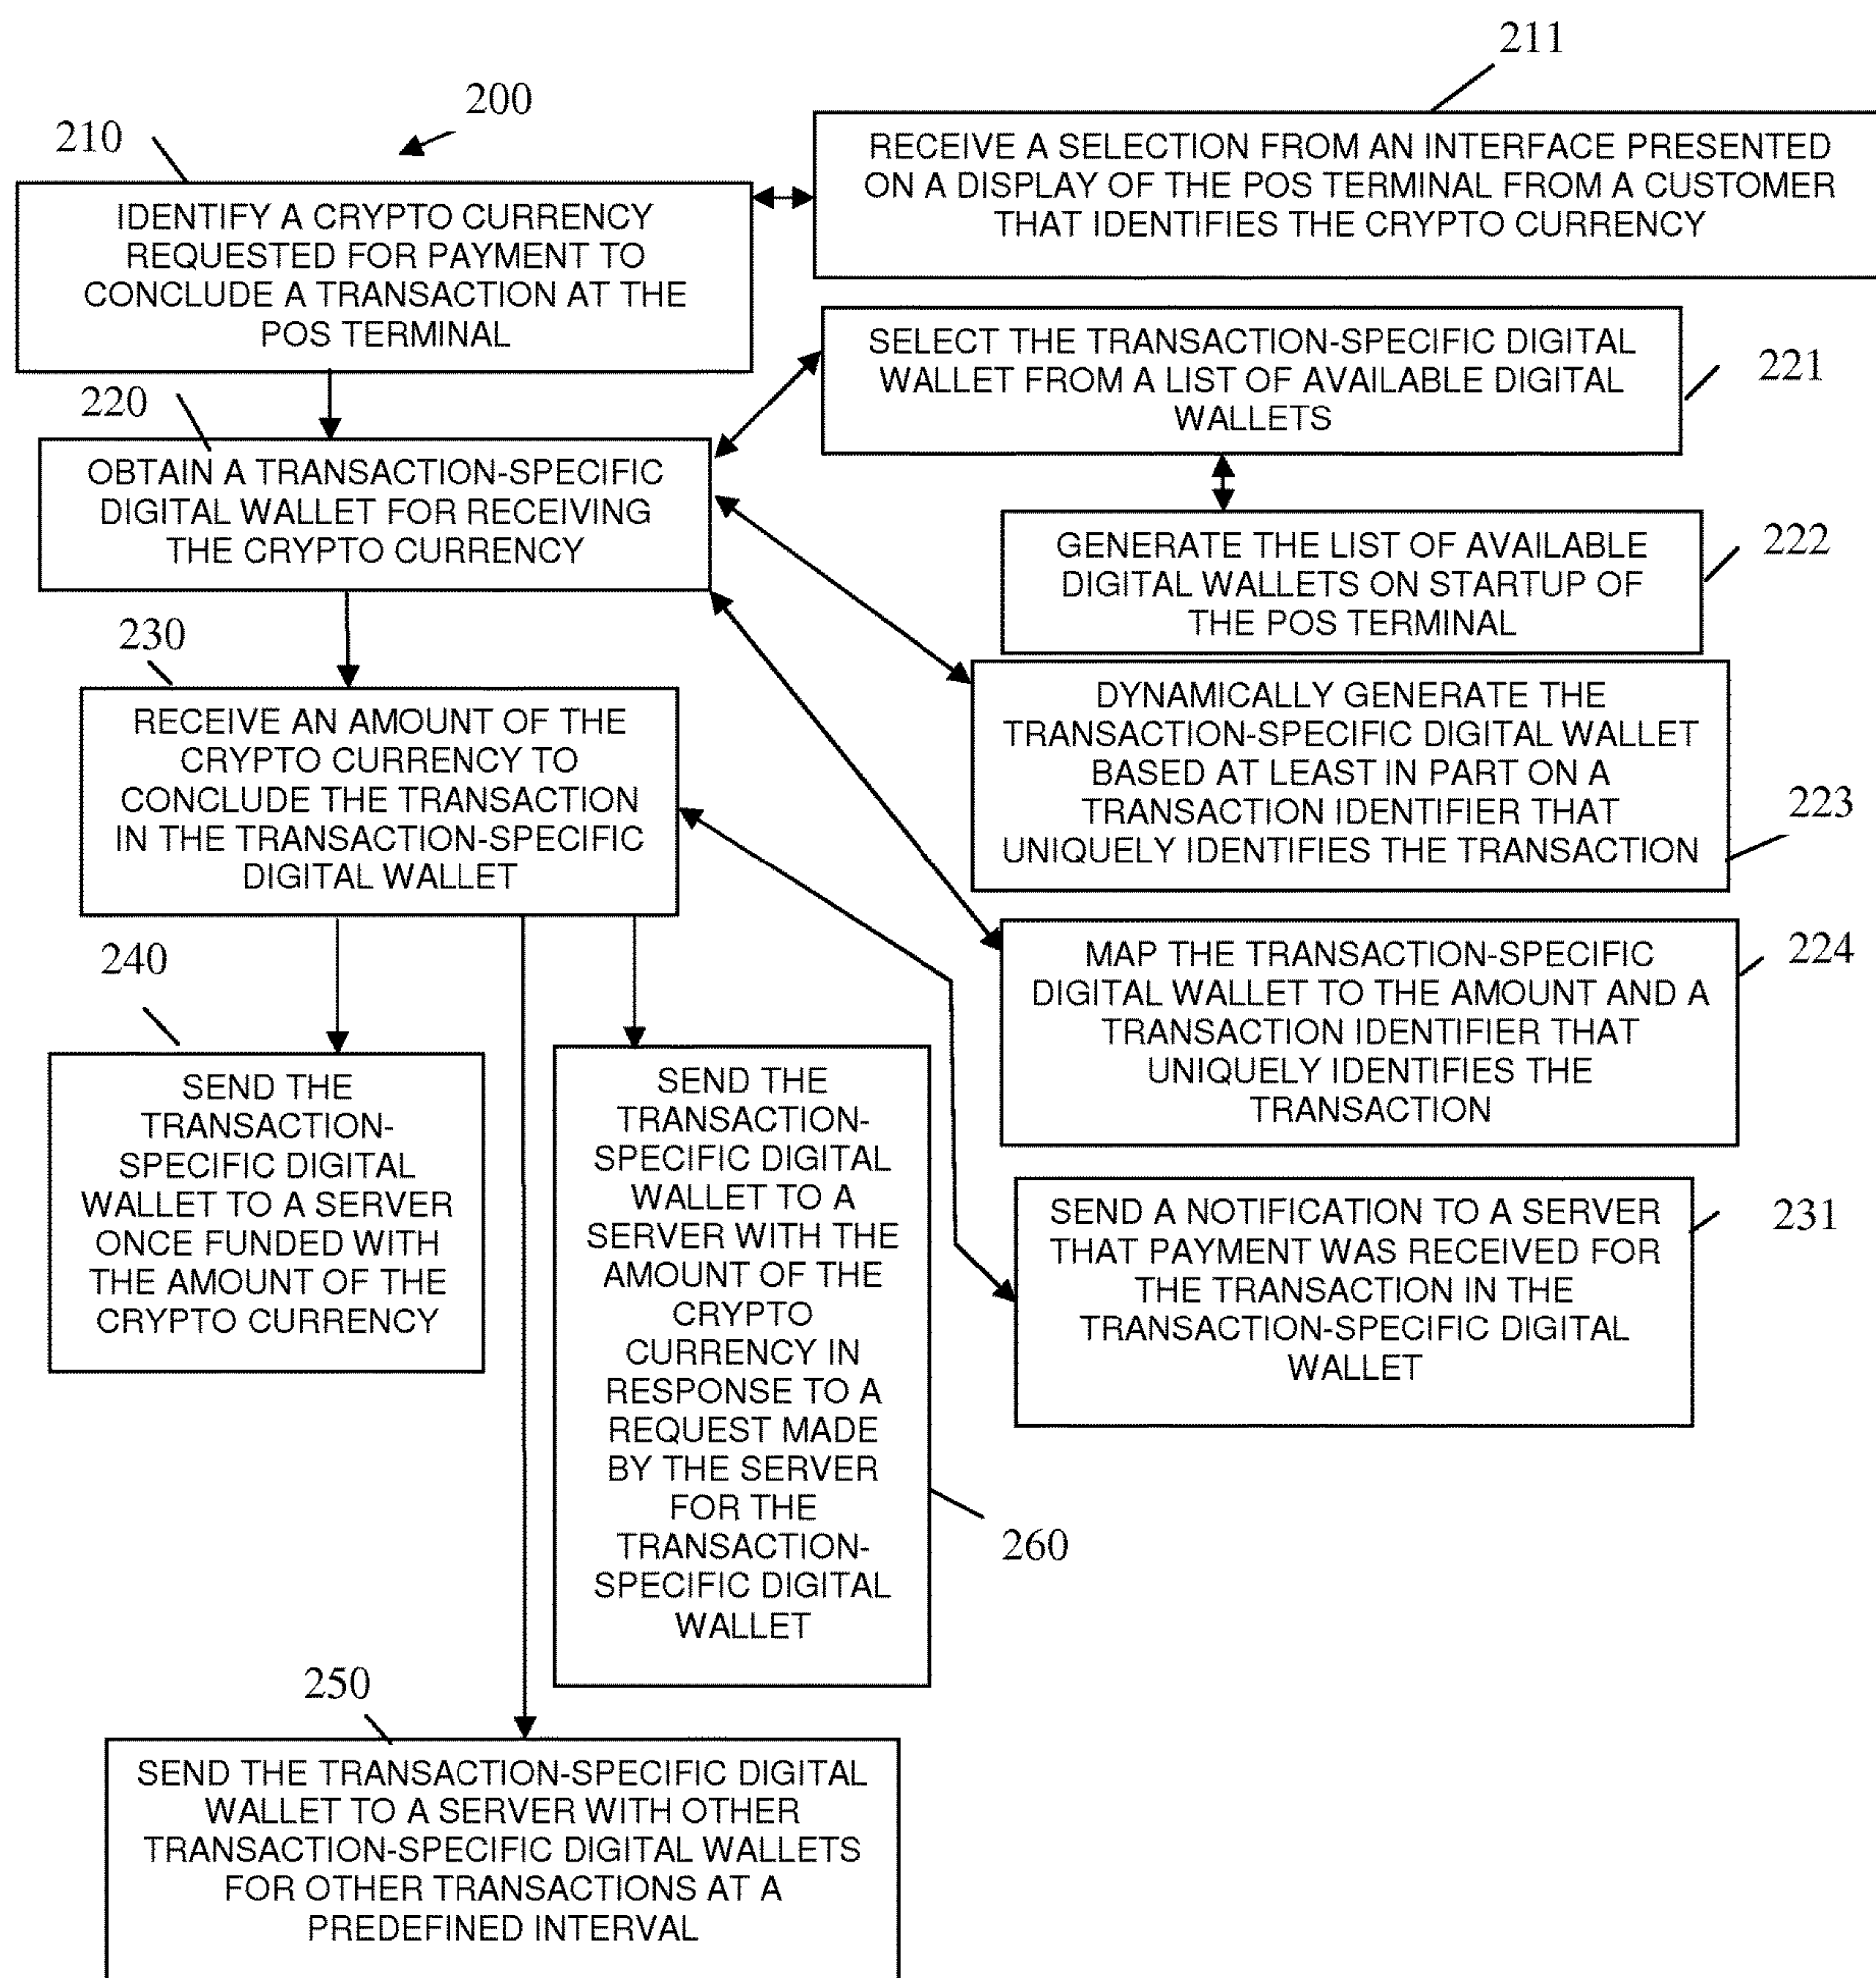 211
200
210
RECEIVE A SELECTION FROM AN INTERFACE PRESENTED
ON A DISPLAY OF THE POS TERMINAL FROM A CUSTOMER
THAT IDENTIFIES THE CRYPTO CURRENCY
IDENTIFY A CRYPTO CURRENCY
REQUESTED FOR PAYMENT TO
CONCLUDE A TRANSACTION AT THE
POS TERMINAL
SELECT THE TRANSACTION-SPECIFIC DIGITAL
WALLET FROM A LIST OF AVAILABLE DIGITAL
WALLETS
221
220
OBTAIN A TRANSACTION-SPECIFIC
DIGITAL WALLET FOR RECEIVING
THE CRYPTO CURRENCY
GENERATE THE LIST OF AVAILABLE
DIGITAL WALLETS ON STARTUP OF
THE POS TERMINAL
222
230
DYNAMICALLY GENERATE THE
TRANSACTION-SPECIFIC DIGITAL WALLET
BASED AT LEAST IN PART ON A
TRANSACTION IDENTIFIER THAT
UNIQUELY IDENTIFIES THE TRANSACTION
223
RECEIVE AN AMOUNT OF THE
CRYPTO CURRENCY TO
CONCLUDE THE TRANSACTION
IN THE TRANSACTION-SPECIFIC
DIGITAL WALLET
MAP THE TRANSACTION-SPECIFIC
DIGITAL WALLET TO THE AMOUNT AND A
TRANSACTION IDENTIFIER THAT
UNIQUELY IDENTIFIES THE
TRANSACTION
224
240
SEND THE
TRANSACTION-
SPECIFIC DIGITAL
WALLET TO A SERVER
ONCE FUNDED WITH
THE AMOUNT OF THE
CRYPTO CURRENCY
SEND THE
TRANSACTION-
SPECIFIC DIGITAL
WALLET TO A
SERVER WITH THE
AMOUNT OF THE
CRYPTO
CURRENCY IN
RESPONSE TO A
REQUEST MADE
BY THE SERVER
FOR THE
TRANSACTION-
SPECIFIC DIGITAL
WALLET
260
SEND A NOTIFICATION TO A SERVER
THAT PAYMENT WAS RECEIVED FOR
THE TRANSACTION IN THE
TRANSACTION-SPECIFIC DIGITAL
WALLET
231
250
SEND THE TRANSACTION-SPECIFIC DIGITAL
WALLET TO A SERVER WITH OTHER
TRANSACTION-SPECIFIC DIGITAL WALLETS
FOR OTHER TRANSACTIONS AT A
PREDEFINED INTERVAL